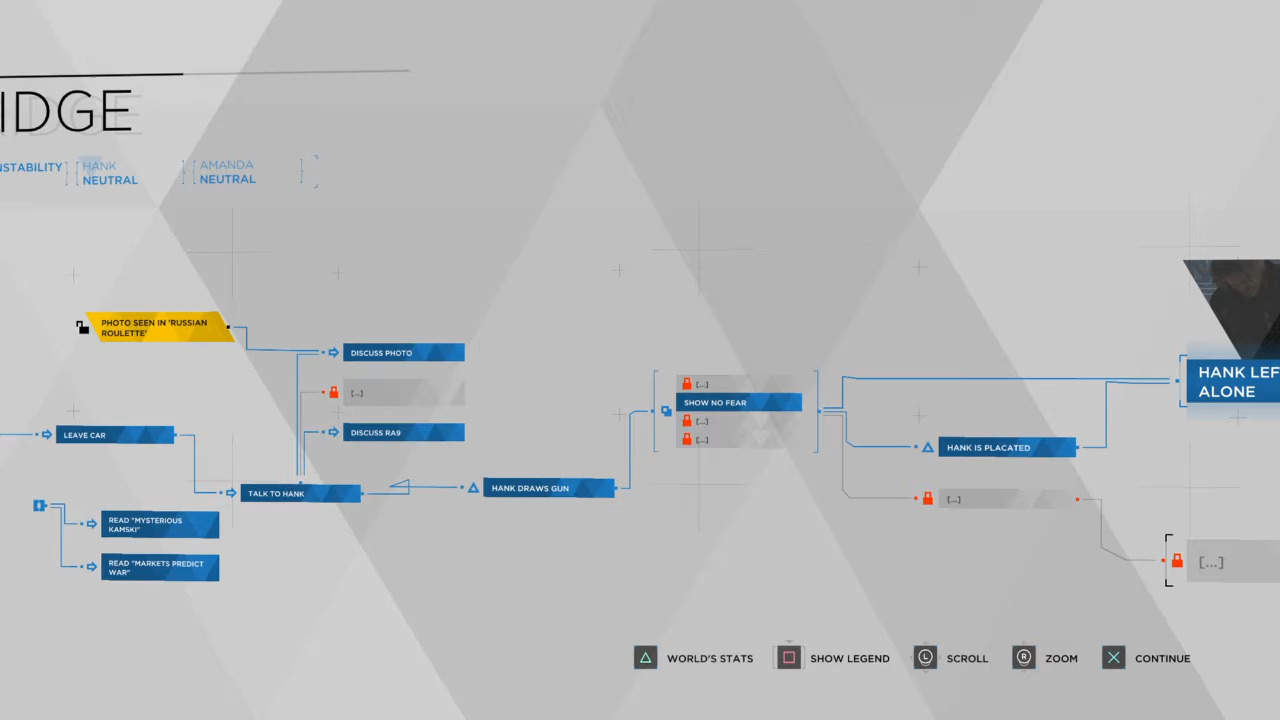 IDGE
NSTABILITY
HANK
NEUTRAL
AMANDA
NEUTRAL
PHOTO SEEN IN 'RUSSIAN
ROULETTE'
DISCUSS PHOTO
[...]
DISCUSS RA9
LEAVE CAR
TALK TO HANK
READ "MYSTERIOUS
KAMSKI"
READ "MARKETS PREDICT
WAR"
HANK DRAWS GUN
[...]
SHOW NO FEAR
[...]
[...]
HANK IS PLACATED
[...]
HANK LEF
ALONE
[...]
WORLD'S STATS
SHOW LEGEND
L
SCROLL
R
ZOOM
CONTINUE